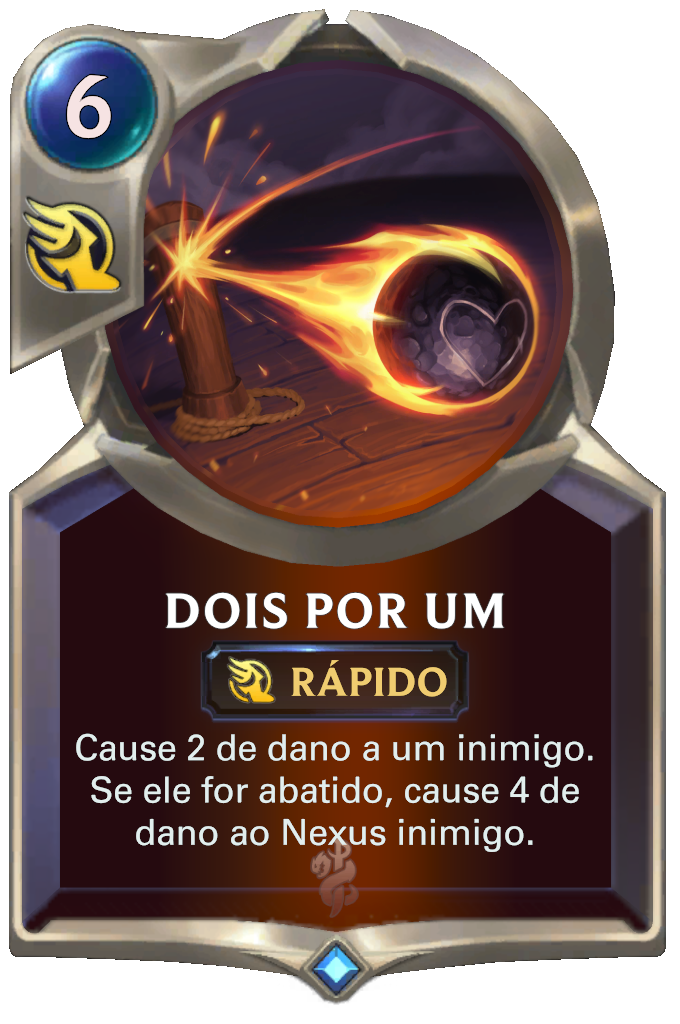 6
DOIS POR UM
RÁPIDO
Cause 2 de dano a um inimigo.
Se ele for abatido, cause 4 de
dano ao Nexus inimigo.